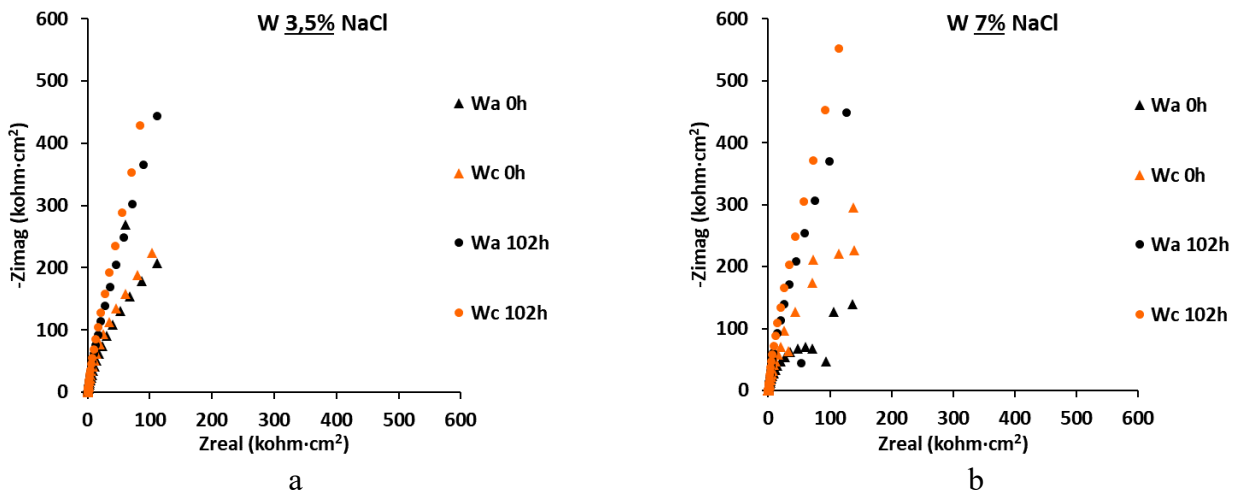 W 3,5% NaCl
600
500
400
300
200
100
0
-Zimag (kohm·cm²)
0 100 200 300 400 500 600
Zreal (kohm·cm²)
Wa 0h
Wc 0h
Wa 102h
Wc 102h
a
W 7% NaCl
600
500
400
300
200
100
0
-Zimag (kohm·cm²)
0 100 200 300 400 500 600
Zreal (kohm·cm²)
Wa 0h
Wc 0h
Wa 102h
Wc 102h
b